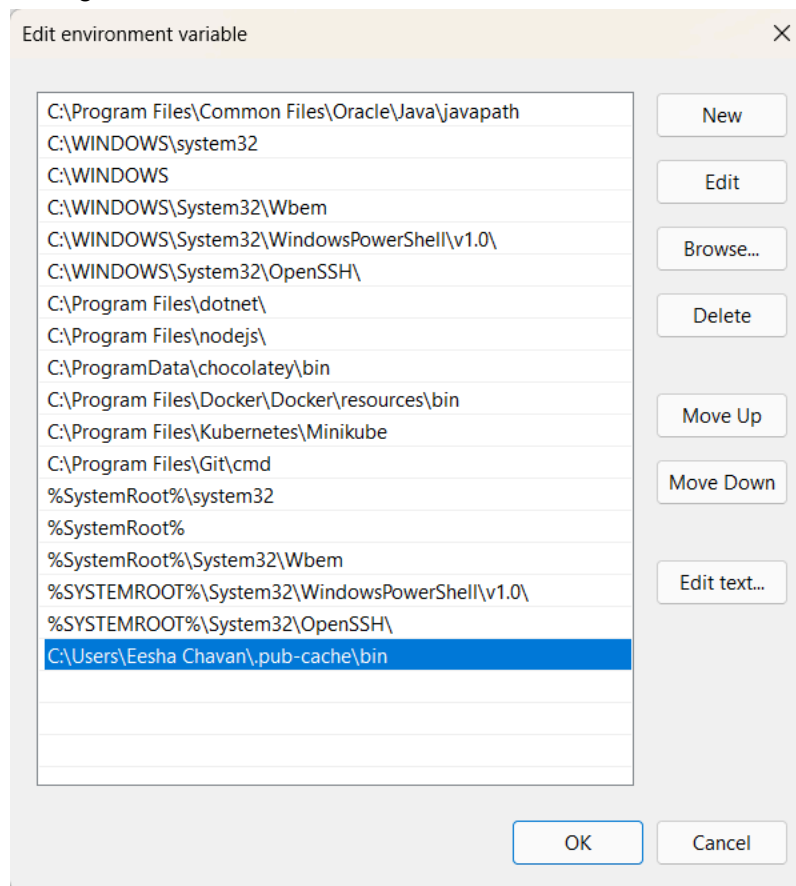 Edit environment variable
C:\Program Files\Common Files\Oracle\Java\javapath
C:\WINDOWS\system32
C:\WINDOWS
C:\WINDOWS\System32\Wbem
C:\WINDOWS\System32\WindowsPowerShell\v1.0\
C:\WINDOWS\System32\OpenSSH\
C:\Program Files\dotnet\
C:\Program Files\nodejs\
C:\ProgramData\chocolatey\bin
C:\Program Files\Docker\Docker\resources\bin
C:\Program Files\Kubernetes\Minikube
C:\Program Files\Git\cmd
%SystemRoot%\system32
%SystemRoot%
%SystemRoot%\System32\Wbem
%SYSTEMROOT%\System32\WindowsPowerShell\v1.0\
%SYSTEMROOT%\System32\OpenSSH\
C:\Users\Eesha Chavan\.pub-cache\bin
New
Edit
Browse...
Delete
Move Up
Move Down
Edit text...
OK
Cancel